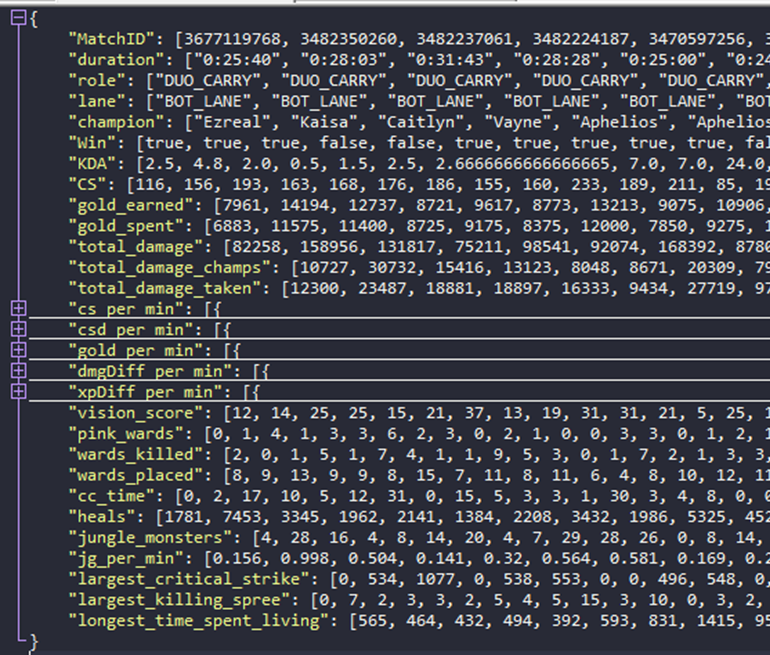 {
"MatchID": [3677119768, 3482350260, 3482237061, 3482224187, 3470597256, 3
"duration": ["0:25:40", "0:28:03", "0:31:43", "0:28:28", "0:25:00", "0:24
"role": ["DUO_CARRY", "DUO_CARRY", "DUO_CARRY", "DUO_CARRY", "DUO_CARRY",
"lane": ["BOT_LANE", "BOT_LANE", "BOT_LANE", "BOT_LANE", "BOT_LANE", "BOT
"champion": ["Ezreal", "Kaisa", "Caitlyn", "Vayne", "Aphelios", "Aphelios
"Win": [true, true, true, false, false, true, true, true, true, true, fal
"KDA": [2.5, 4.8, 2.0, 0.5, 1.5, 2.5, 2.6666666666666665, 7.0, 7.0, 24.0,
"CS": [116, 156, 193, 163, 168, 176, 186, 155, 160, 233, 189, 211, 85, 19
"gold_earned": [7961, 14194, 12737, 8721, 9617, 8773, 13213, 9075, 10906,
"gold_spent": [6883, 11575, 11400, 8725, 9175, 8375, 12000, 7850, 9275, 1
"total_damage": [82258, 158956, 131817, 75211, 98541, 92074, 168392, 8780
"total_damage_champs": [10727, 30732, 15416, 13123, 8048, 8671, 20309, 79
"total_damage_taken": [12300, 23487, 18881, 18897, 16333, 9434, 27719, 97
"cs per min": [{
"csd per min": [{
"gold per min": [{
"dmgDiff per min": [{
"xpDiff per min": [{
"vision_score": [12, 14, 25, 25, 15, 21, 37, 13, 19, 31, 31, 21, 5, 25, 1
"pink_wards": [0, 1, 4, 1, 3, 3, 6, 2, 3, 0, 2, 1, 0, 0, 3, 3, 0, 1, 2, 1
"wards_killed": [2, 0, 1, 5, 1, 7, 4, 1, 1, 9, 5, 3, 0, 1, 7, 2, 1, 3, 3,
"wards_placed": [8, 9, 13, 9, 9, 8, 15, 7, 11, 8, 11, 6, 4, 8, 10, 12, 11
"cc_time": [0, 2, 17, 10, 5, 12, 31, 0, 15, 5, 3, 3, 1, 30, 3, 4, 8, 0, 0
"heals": [1781, 7453, 3345, 1962, 2141, 1384, 2208, 3432, 1986, 5325, 452
"jungle_monsters": [4, 28, 16, 4, 8, 14, 20, 4, 7, 29, 28, 26, 0, 8, 14,
"jg_per_min": [0.156, 0.998, 0.504, 0.141, 0.32, 0.564, 0.581, 0.169, 0.2
"largest_critical_strike": [0, 534, 1077, 0, 538, 553, 0, 0, 496, 548, 0,
"largest_killing_spree": [0, 7, 2, 3, 3, 2, 5, 4, 5, 15, 3, 10, 0, 3, 2,
"longest_time_spent_living": [565, 464, 432, 494, 392, 593, 831, 1415, 95
}